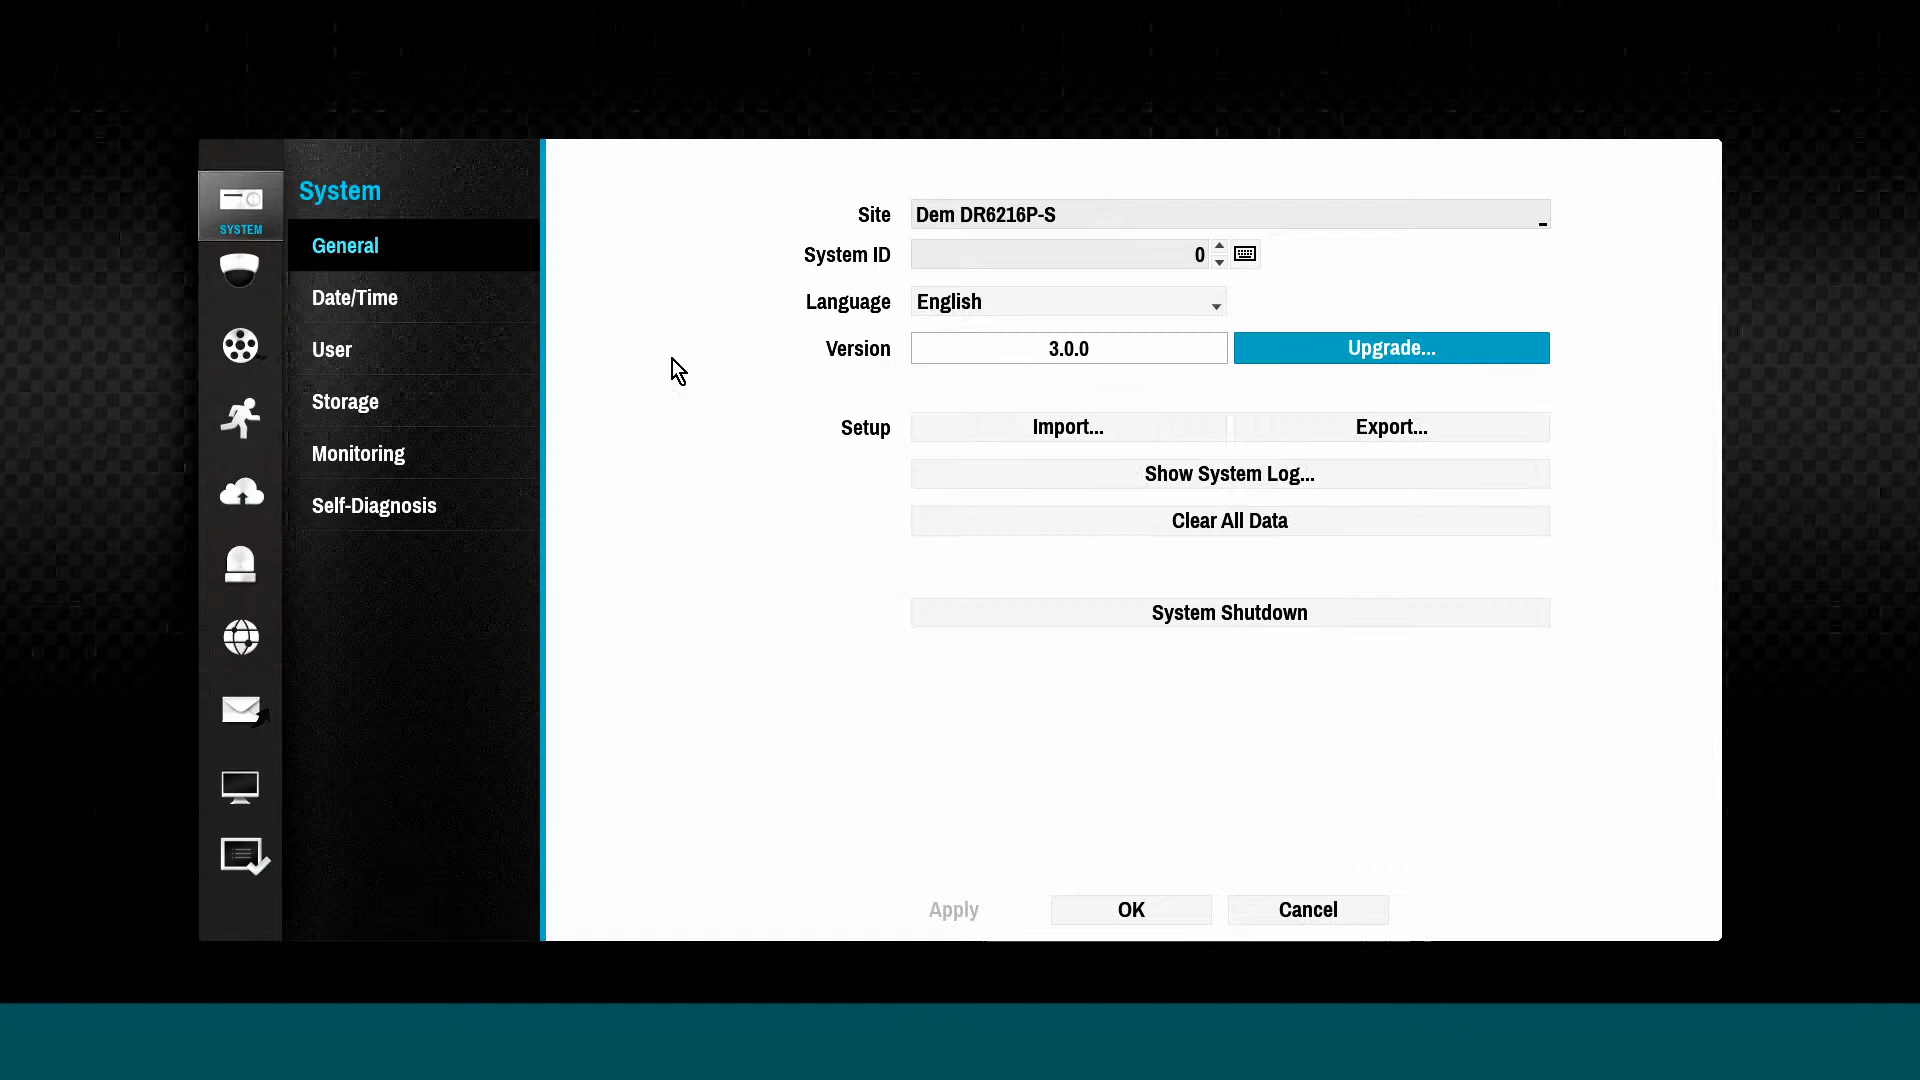 System
SYSTEM
General
Date/Time
User
Storage
Monitoring
Self-Diagnosis
Site Dem DR6216P-S
System ID 0
Language English
Version 3.0.0 Upgrade...
Setup Import... Export...
Show System Log...
Clear All Data
System Shutdown
Apply OK Cancel